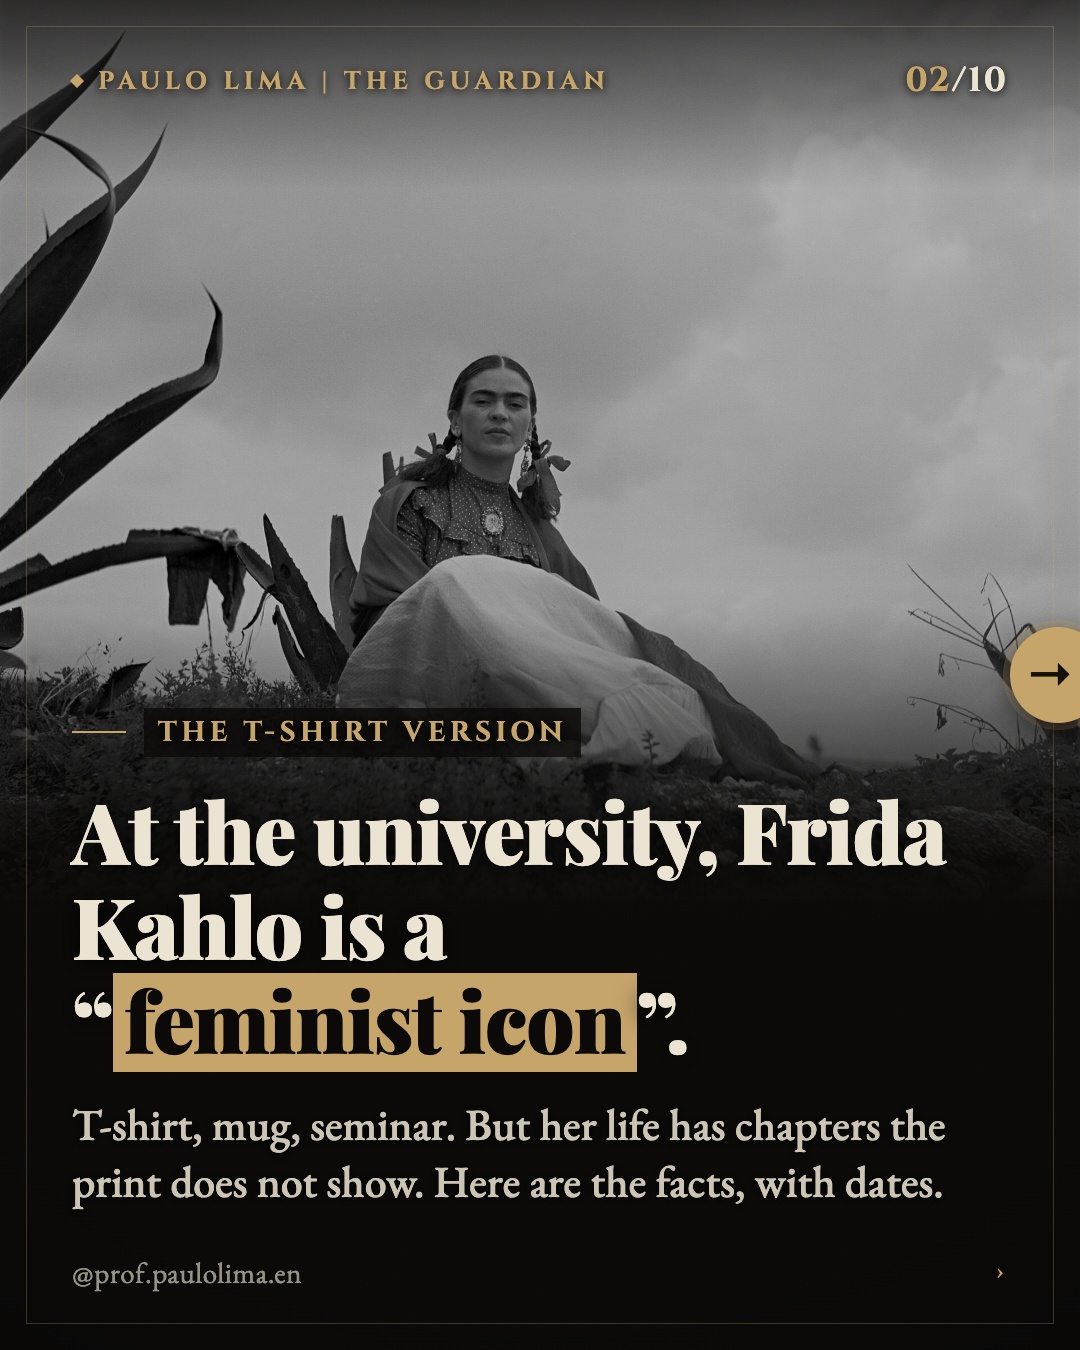 PAULO LIMA | THE GUARDIAN
02/10
THE T-SHIRT VERSION
At the university, Frida
Kahlo is a
“feminist icon”.
T-shirt, mug, seminar. But her life has chapters the
print does not show. Here are the facts, with dates.
@prof.paulolima.en